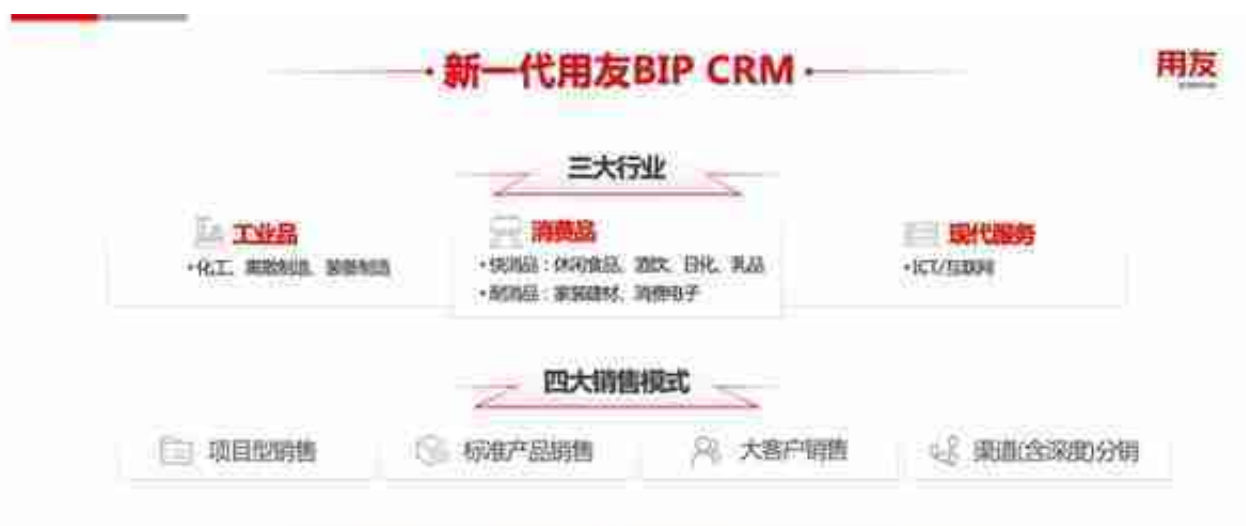 新一代用友BIP CRM
用友
三大行业
工业品
•化工、离散制造、装备制造
消费品
•快消品：休闲食品、酒饮、日化、乳品
•耐消品：家装建材、消费电子
现代服务
•ICT/互联网
四大销售模式
项目型销售
标准产品销售
大客户销售
渠道(含深度)分销